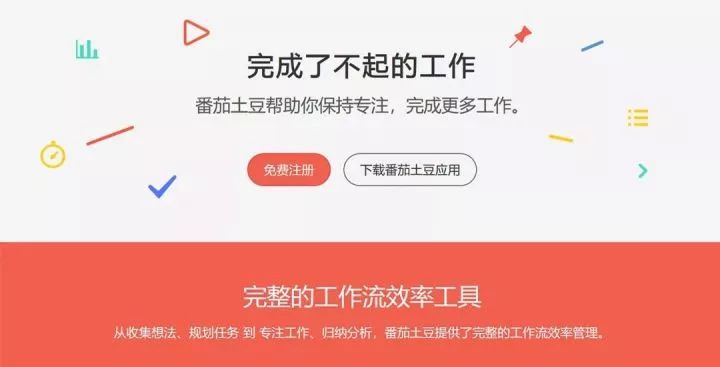 完成了不起的工作
番茄土豆帮助你保持专注，完成更多工作。
免费注册
下载番茄土豆应用
完整的工作流效率工具
从收集想法、规划任务 到 专注工作、归纳分析，番茄土豆提供了完整的工作流效率管理。